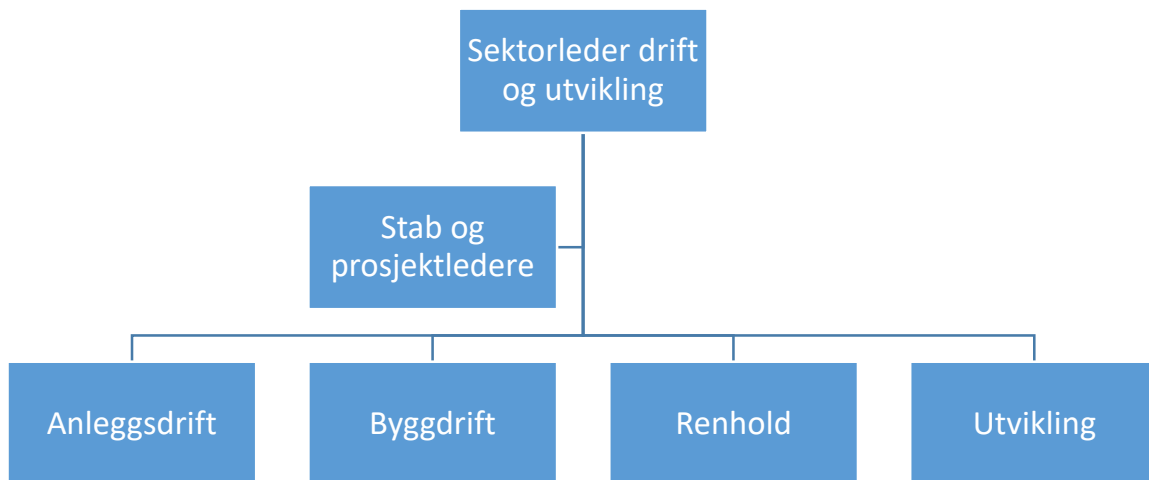 Sektorleder drift
og utvikling
Stab og
prosjektledere
Anleggsdrift
Byggdrift
Renhold
Utvikling